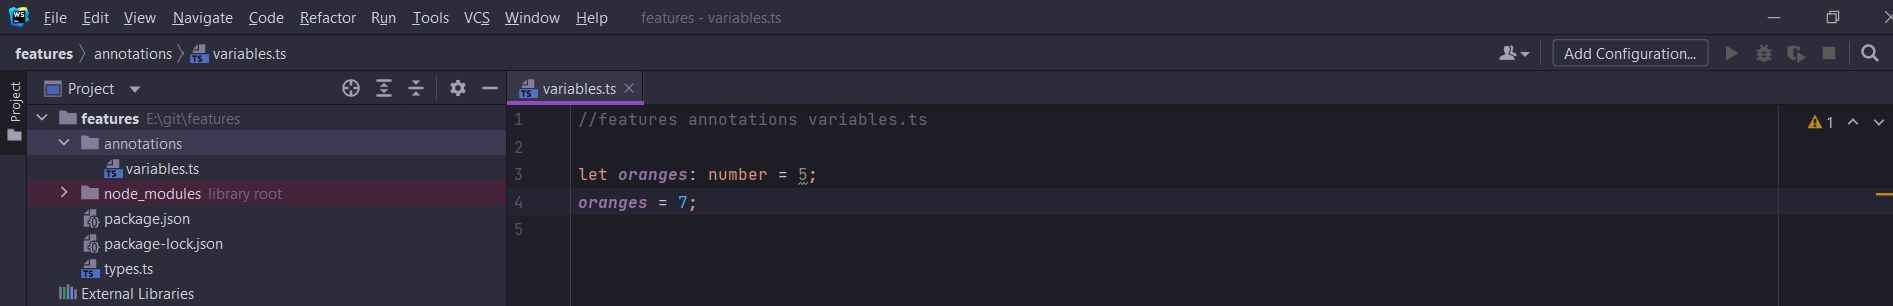 WS File Edit View Navigate Code Refactor Run Tools VCS Window Help features - variables.ts
features annotations variables.ts Add Configuration...
Project
Project variables.ts
features E:\git\features
annotations
variables.ts
node_modules library root
package.json
package-lock.json
types.ts
External Libraries
1 //features annotations variables.ts
2
3 let oranges: number = 5;
4 oranges = 7;
5
1